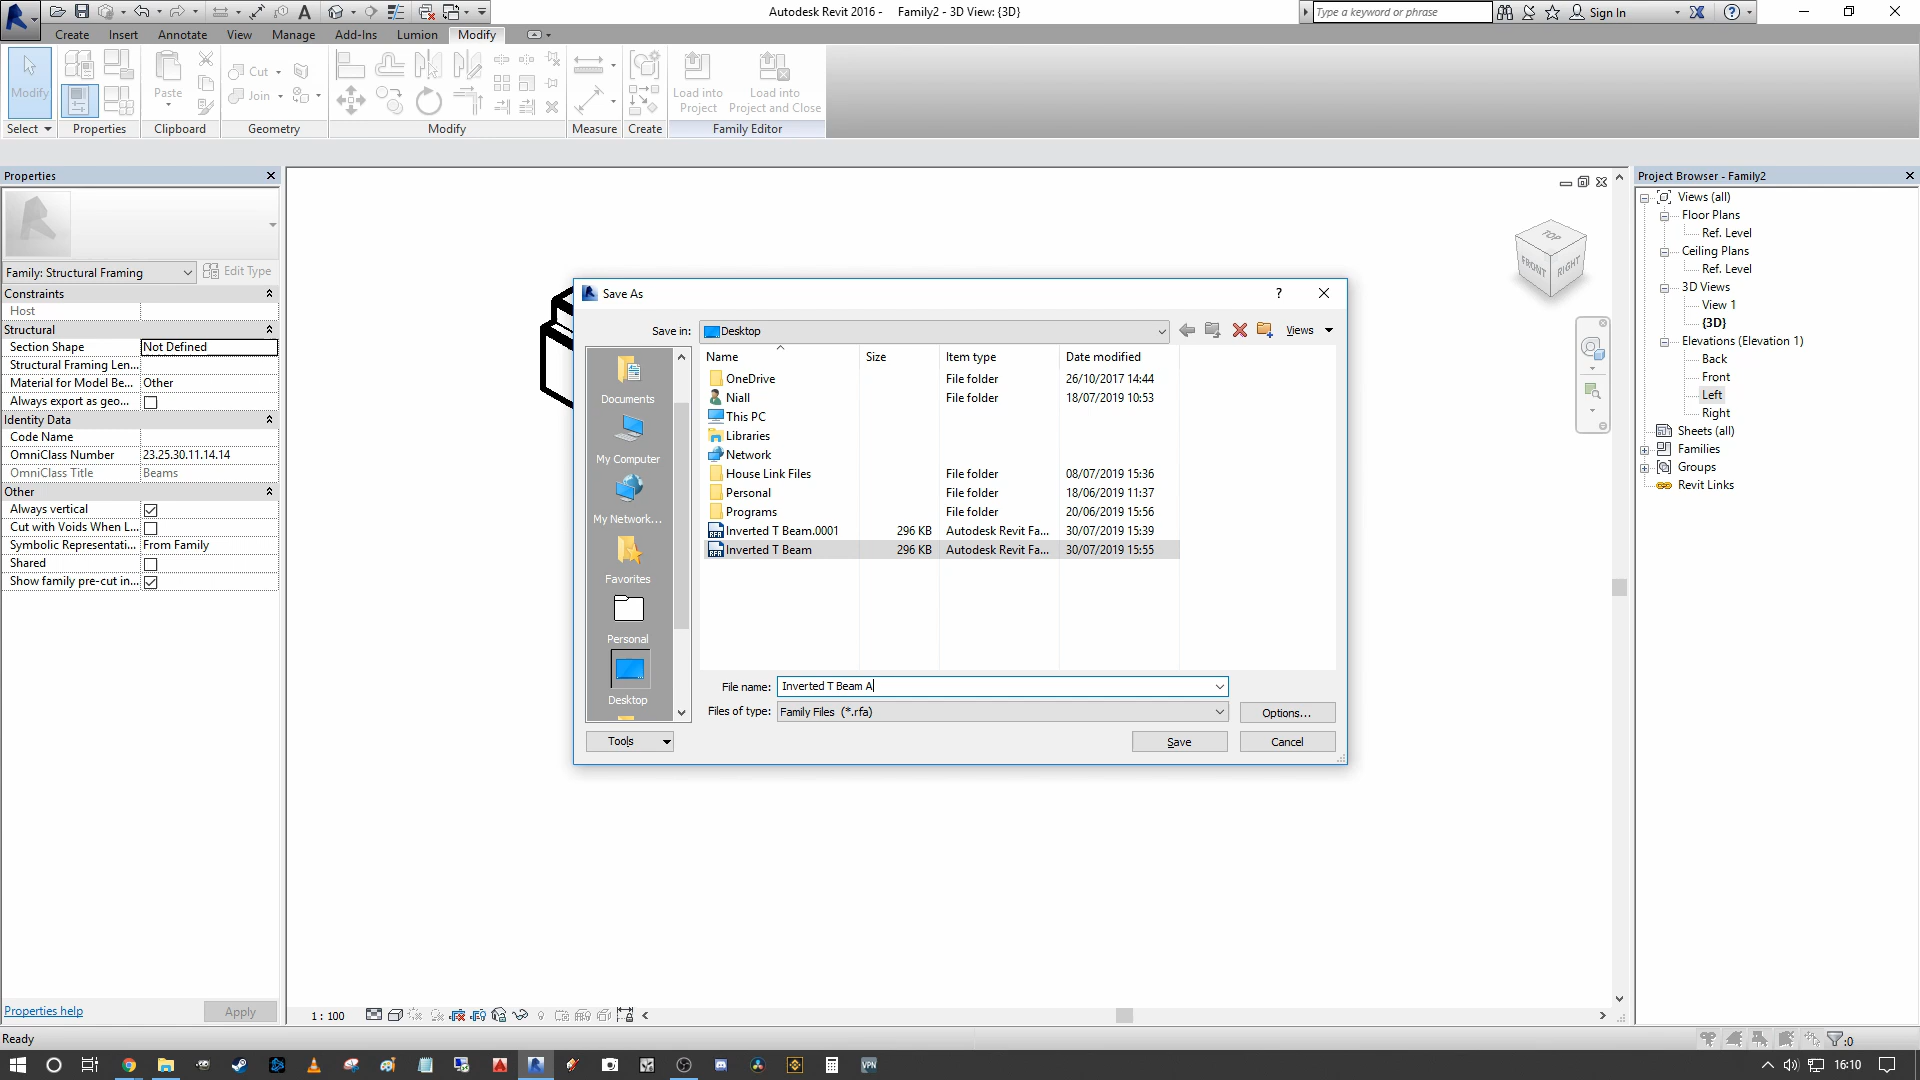 Autodesk Revit 2016 - Family2 - 3D View: {3D}
Type a keyword or phrase
Sign In
Create Insert Annotate View Manage Add-Ins Lumion Modify
Modify
Paste
Cut
Join
Load into Project
Load into Project and Close
Select Properties Clipboard Geometry Modify Measure Create Family Editor
Properties
Family: Structural Framing
Edit Type
Constraints
Host
Structural
Section Shape Not Defined
Structural Framing Len...
Material for Model Be... Other
Always export as geo...
Identity Data
Code Name
OmniClass Number 23.25.30.11.14.14
OmniClass Title Beams
Other
Always vertical
Cut with Voids When L...
Symbolic Representati... From Family
Shared
Show family pre-cut in...
Properties help
Apply
Save As
?
Save in: Desktop
Views
Documents
My Computer
My Network...
Favorites
Personal
Desktop
Name Size Item type Date modified
OneDrive File folder 26/10/2017 14:44
Niall File folder 18/07/2019 10:53
This PC
Libraries
Network
House Link Files File folder 08/07/2019 15:36
Personal File folder 18/06/2019 11:37
Programs File folder 20/06/2019 15:56
Inverted T Beam.0001 296 KB Autodesk Revit Fa... 30/07/2019 15:39
Inverted T Beam 296 KB Autodesk Revit Fa... 30/07/2019 15:55
File name: Inverted T Beam A
Files of type: Family Files (*.rfa)
Options...
Tools
Save
Cancel
TOP
FRONT
RIGHT
Project Browser - Family2
Views (all)
Floor Plans
Ref. Level
Ceiling Plans
Ref. Level
3D Views
View 1
{3D}
Elevations (Elevation 1)
Back
Front
Left
Right
Sheets (all)
Families
Groups
Revit Links
1 : 100
Ready
:0
VPN
16:10